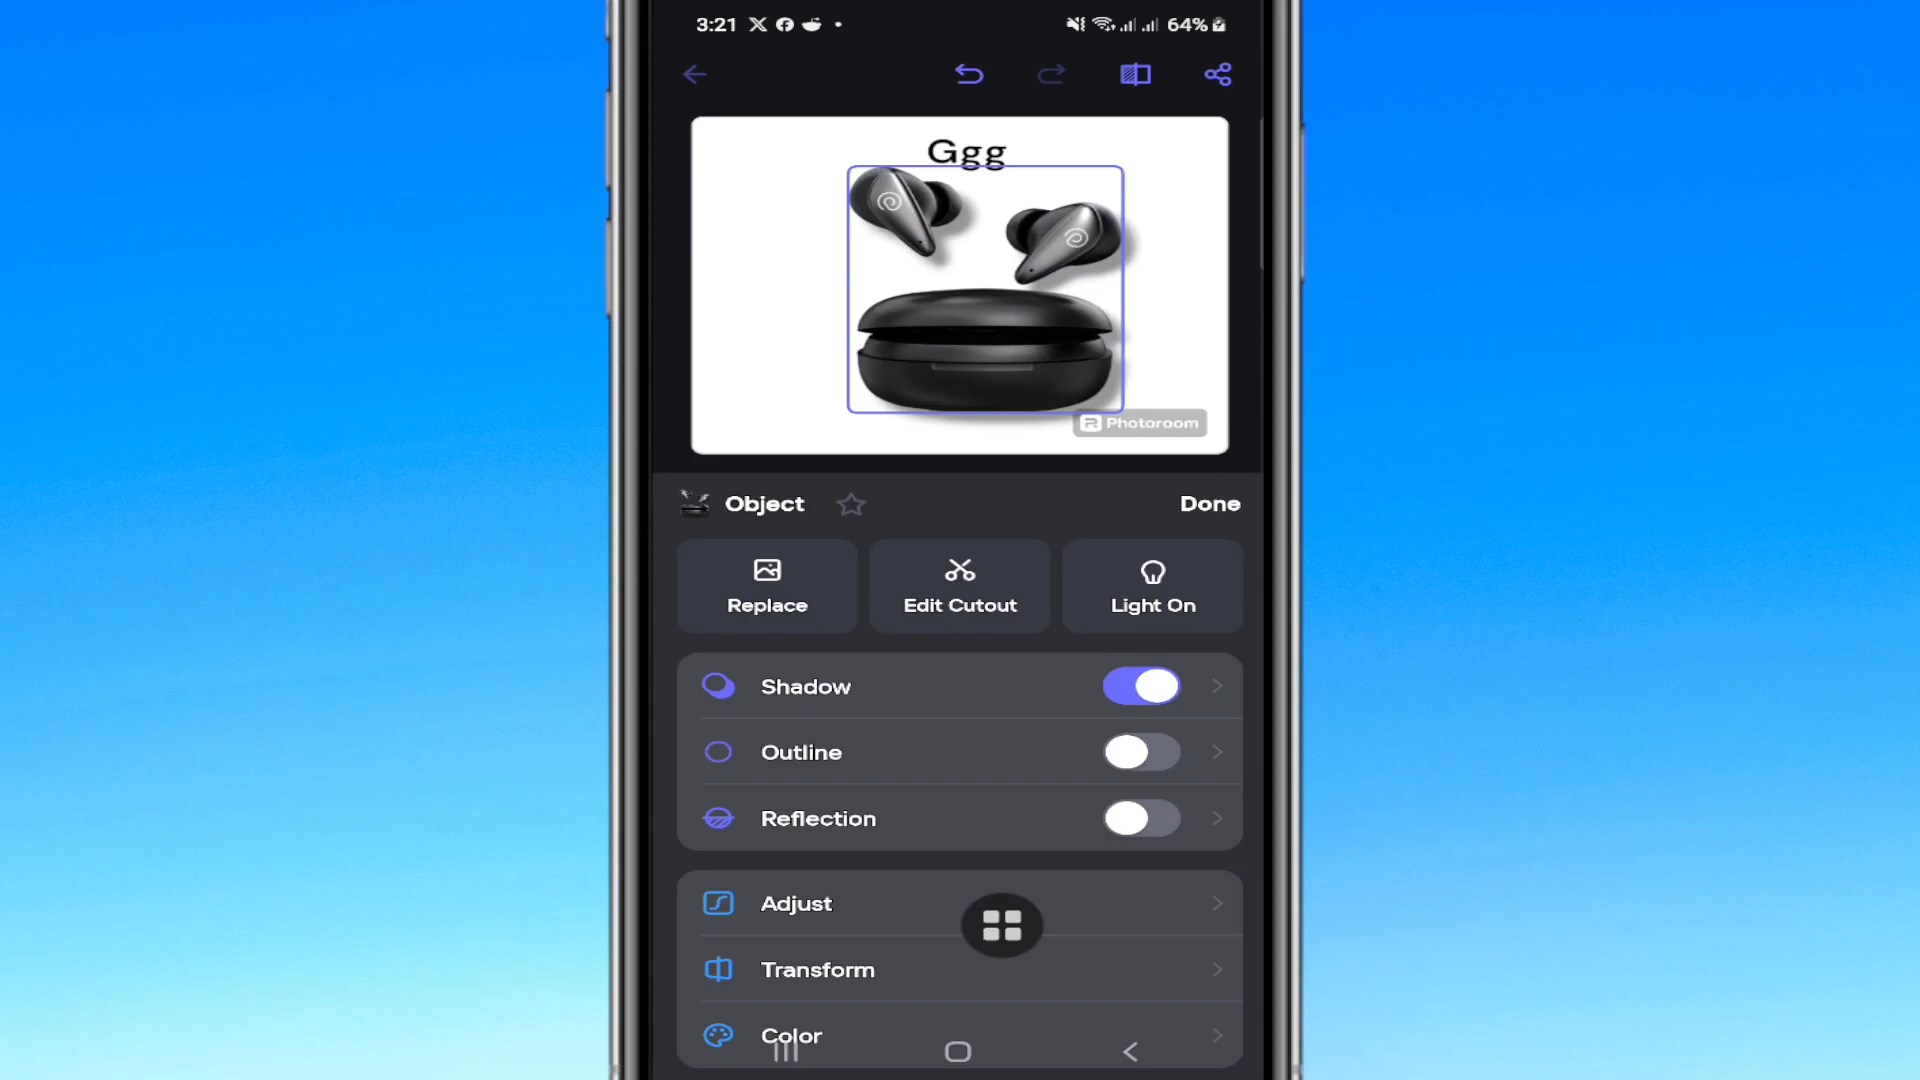 3:21 64%
Ggg
Photoroom
Object Done
Replace Edit Cutout Light On
Shadow
Outline
Reflection
Adjust
Transform
Color